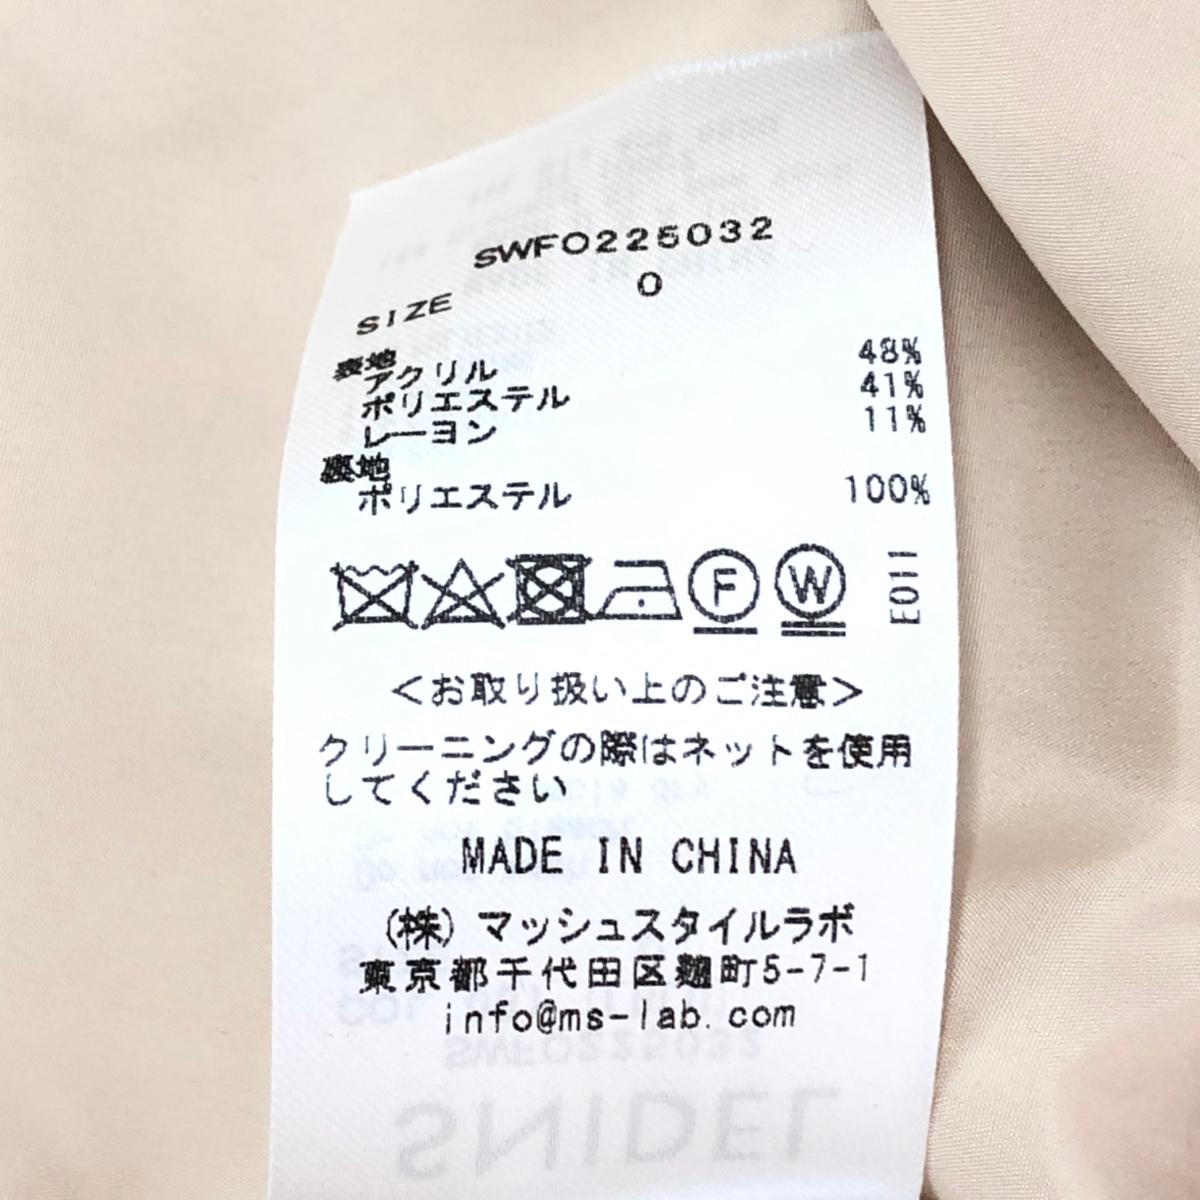 SWFO225032
SIZE 0
表地
アクリル 48%
ポリエステル 41%
レーヨン 11%
裏地
ポリエステル 100%
F W E011
<お取り扱い上のご注意>
クリーニングの際はネットを使用
してください
MADE IN CHINA
(株) マッシュスタイルラボ
東京都千代田区麹町5-7-1
info@ms-lab.com
SWFO225032
SNIDEL